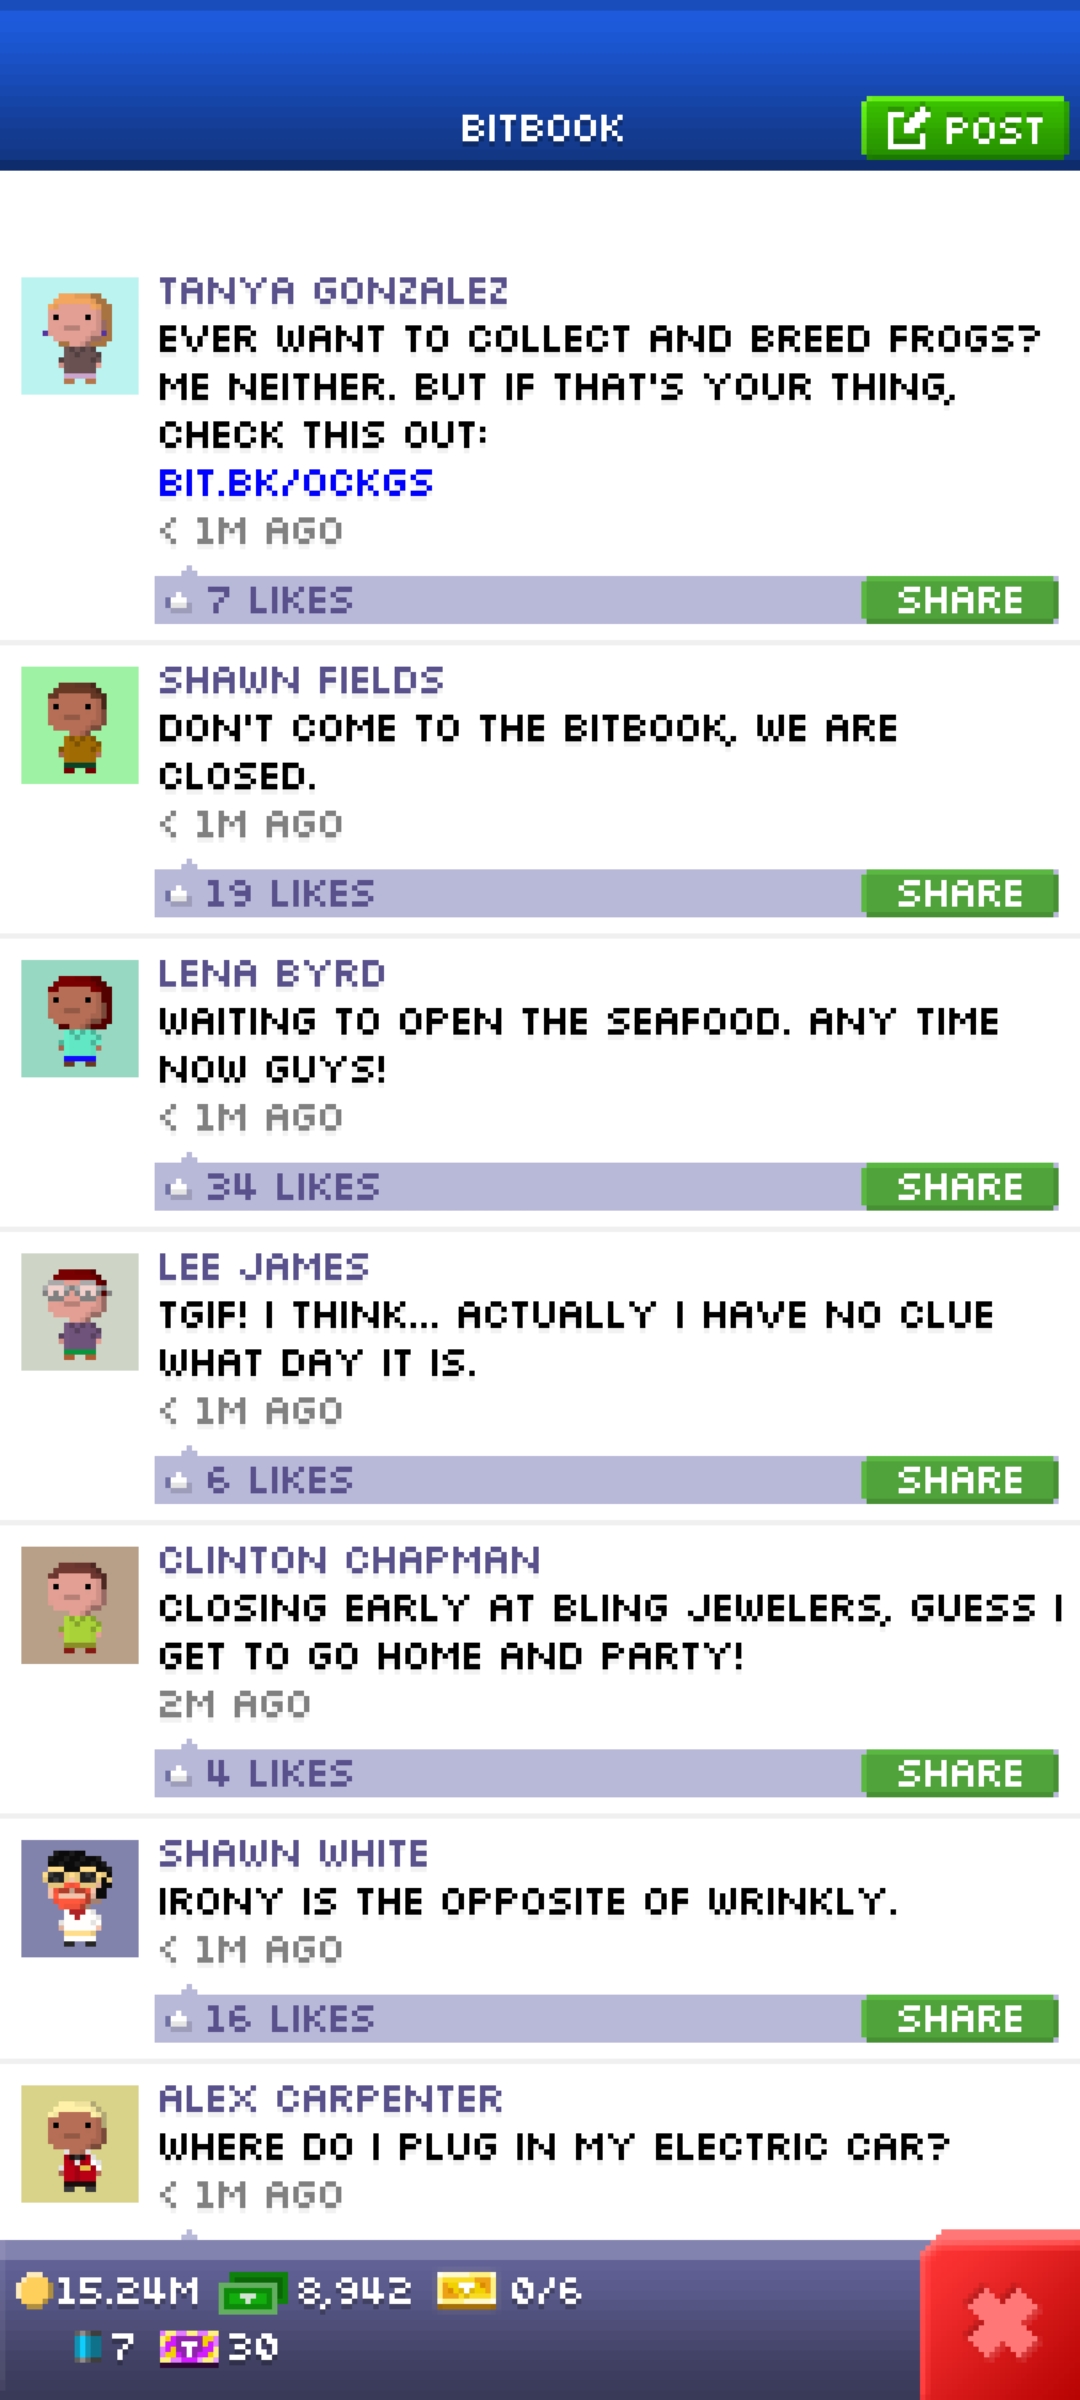 BITBOOK
POST
TANYA GONZALEZ
EVER WANT TO COLLECT AND BREED FROGS?
ME NEITHER. BUT IF THAT'S YOUR THING,
CHECK THIS OUT:
BIT.BK/OCKGS
< 1M AGO
7 LIKES
SHARE
SHAWN FIELDS
DON'T COME TO THE BITBOOK, WE ARE
CLOSED.
< 1M AGO
19 LIKES
SHARE
LENA BYRD
WAITING TO OPEN THE SEAFOOD. ANY TIME
NOW GUYS!
< 1M AGO
34 LIKES
SHARE
LEE JAMES
TGIF! I THINK... ACTUALLY I HAVE NO CLUE
WHAT DAY IT IS.
< 1M AGO
6 LIKES
SHARE
CLINTON CHAPMAN
CLOSING EARLY AT BLING JEWELERS, GUESS I
GET TO GO HOME AND PARTY!
2M AGO
4 LIKES
SHARE
SHAWN WHITE
IRONY IS THE OPPOSITE OF WRINKLY.
< 1M AGO
16 LIKES
SHARE
ALEX CARPENTER
WHERE DO I PLUG IN MY ELECTRIC CAR?
< 1M AGO
15.24M 8,942 0/6
7 T 30